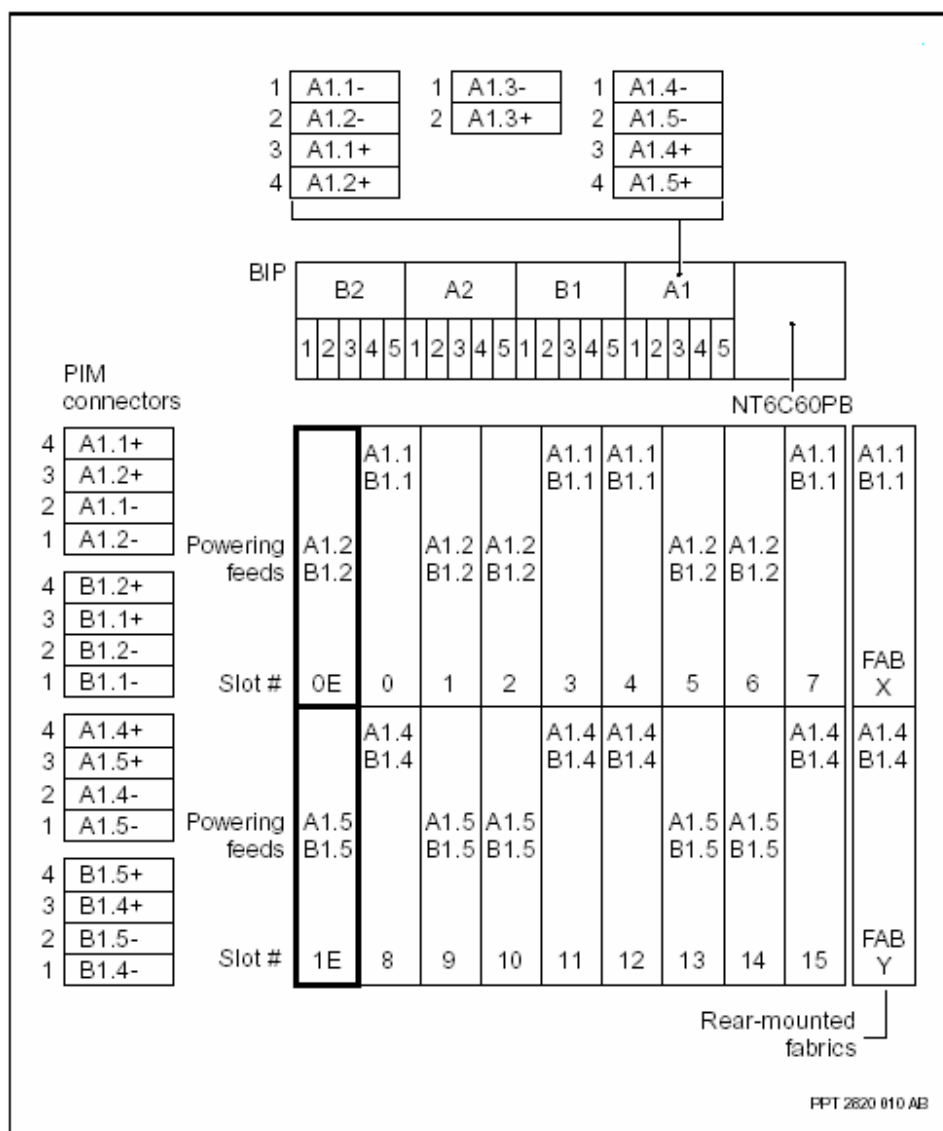 1 A1.1- 1 A1.3- 1 A1.4-
2 A1.2- 2 A1.3+ 2 A1.5-
3 A1.1+ 3 A1.4+
4 A1.2+ 4 A1.5+
BIP B2 A2 B1 A1
1 2 3 4 5 1 2 3 4 5 1 2 3 4 5 1 2 3 4 5
PIM
connectors
NT6C60PB
4 A1.1+
3 A1.2+
2 A1.1-
1 A1.2-
4 B1.2+
3 B1.1+
2 B1.2-
1 B1.1-
A1.1 A1.1 A1.1 A1.1 A1.1
B1.1 B1.1 B1.1 B1.1 B1.1
Powering A1.2 A1.2 A1.2 A1.2 A1.2
feeds B1.2 B1.2 B1.2 B1.2 B1.2
FAB
X
Slot # 0E 0 1 2 3 4 5 6 7
4 A1.4+
3 A1.5+
2 A1.4-
1 A1.5-
4 B1.5+
3 B1.4+
2 B1.5-
1 B1.4-
A1.4 A1.4 A1.4 A1.4 A1.4
B1.4 B1.4 B1.4 B1.4 B1.4
Powering A1.5 A1.5 A1.5 A1.5 A1.5
feeds B1.5 B1.5 B1.5 B1.5 B1.5
FAB
Y
Slot # 1E 8 9 10 11 12 13 14 15
Rear-mounted
fabrics
PPT 2820 010 AB